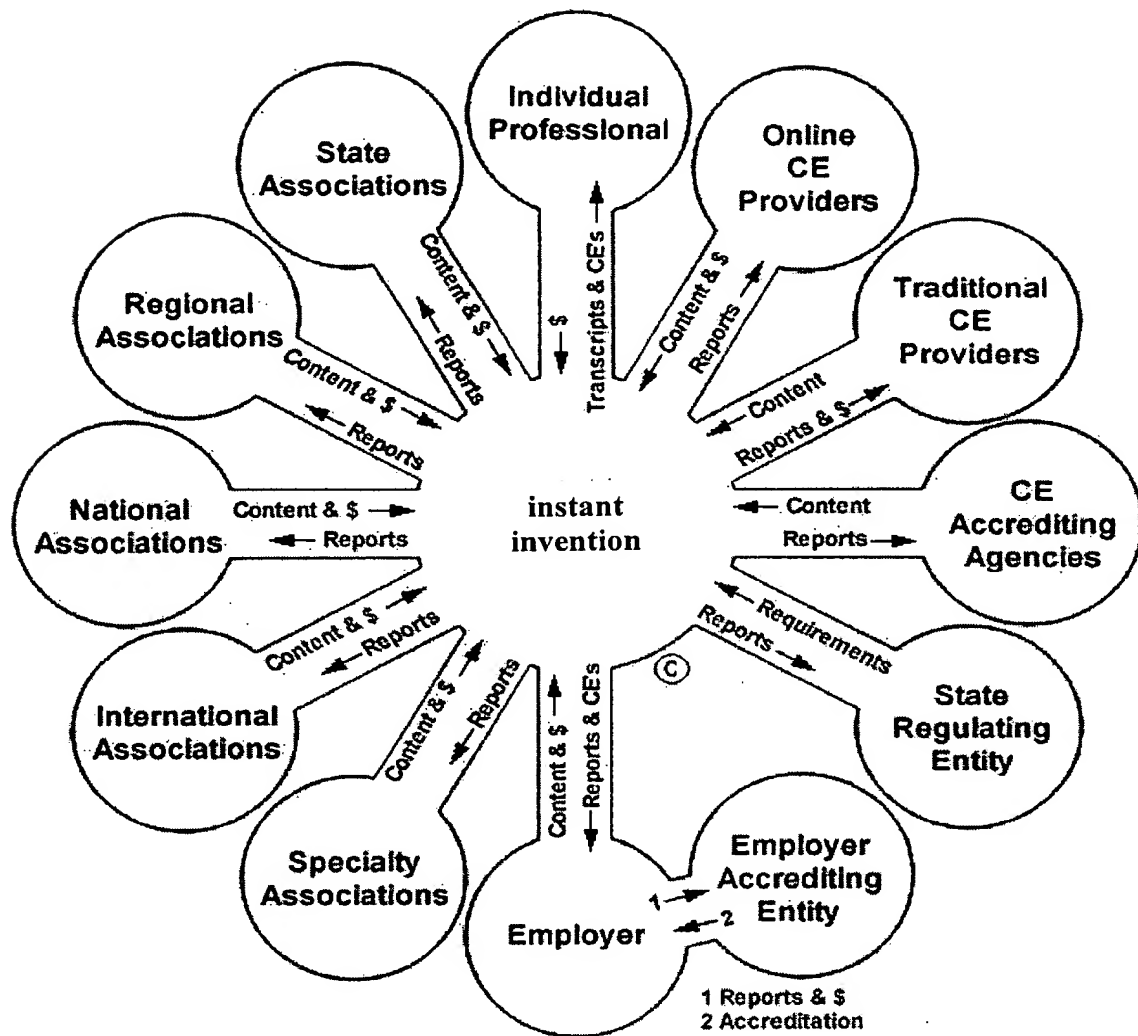 Individual
Professional
$
Transcripts & CE's
Online
CE
Providers
Content & $
Reports
Traditional
CE
Providers
Content
Reports & $
CE
Accrediting
Agencies
Content
Reports
State
Regulating
Entity
Requirements
Reports
Employer
Accrediting
Entity
1
2
Employer
Content & $
Reports & CEs
Specialty
Associations
Content & $
Reports
International
Associations
Content & $
Reports
National
Associations
Content & $
Reports
Regional
Associations
Content & $
Reports
State
Associations
Content & $
Reports
instant
invention
C
1 Reports & $
2 Accreditation